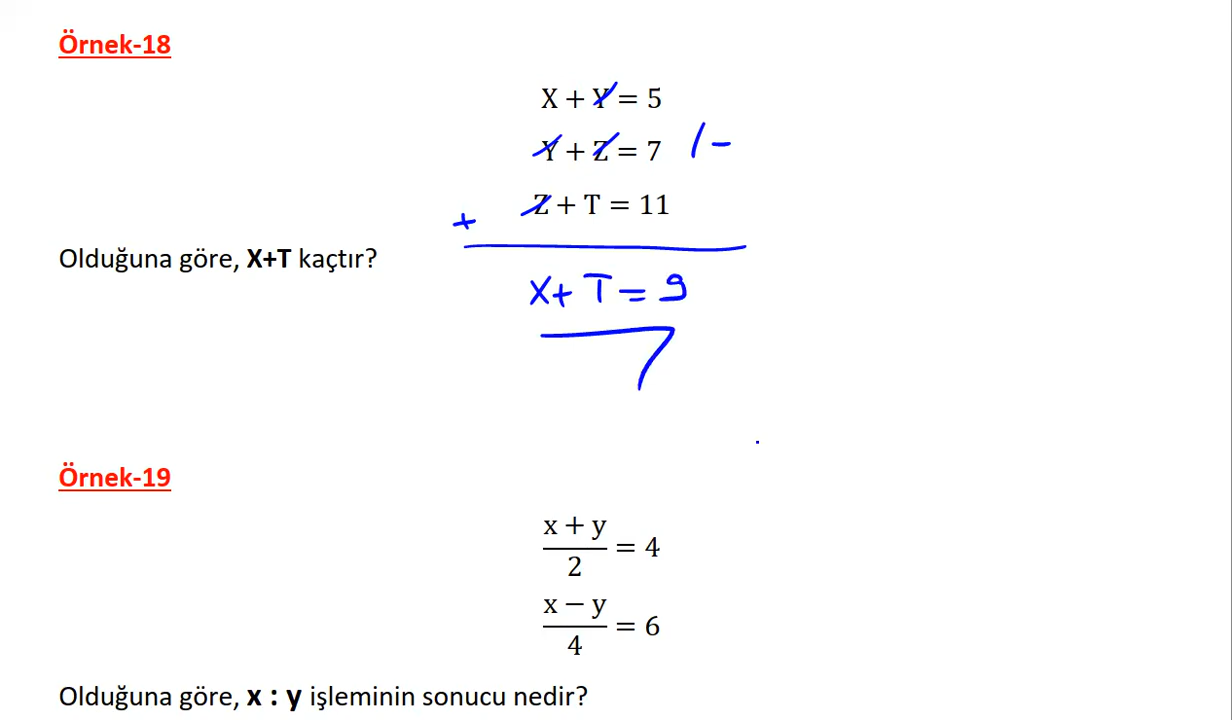 Örnek-18
X + Y = 5
Y + Z = 7 /-
+ Z + T = 11
Olduğuna göre, X+T kaçtır?
X+T=9
Örnek-19
x + y
2
= 4
x − y
4
= 6
Olduğuna göre, x : y işleminin sonucu nedir?